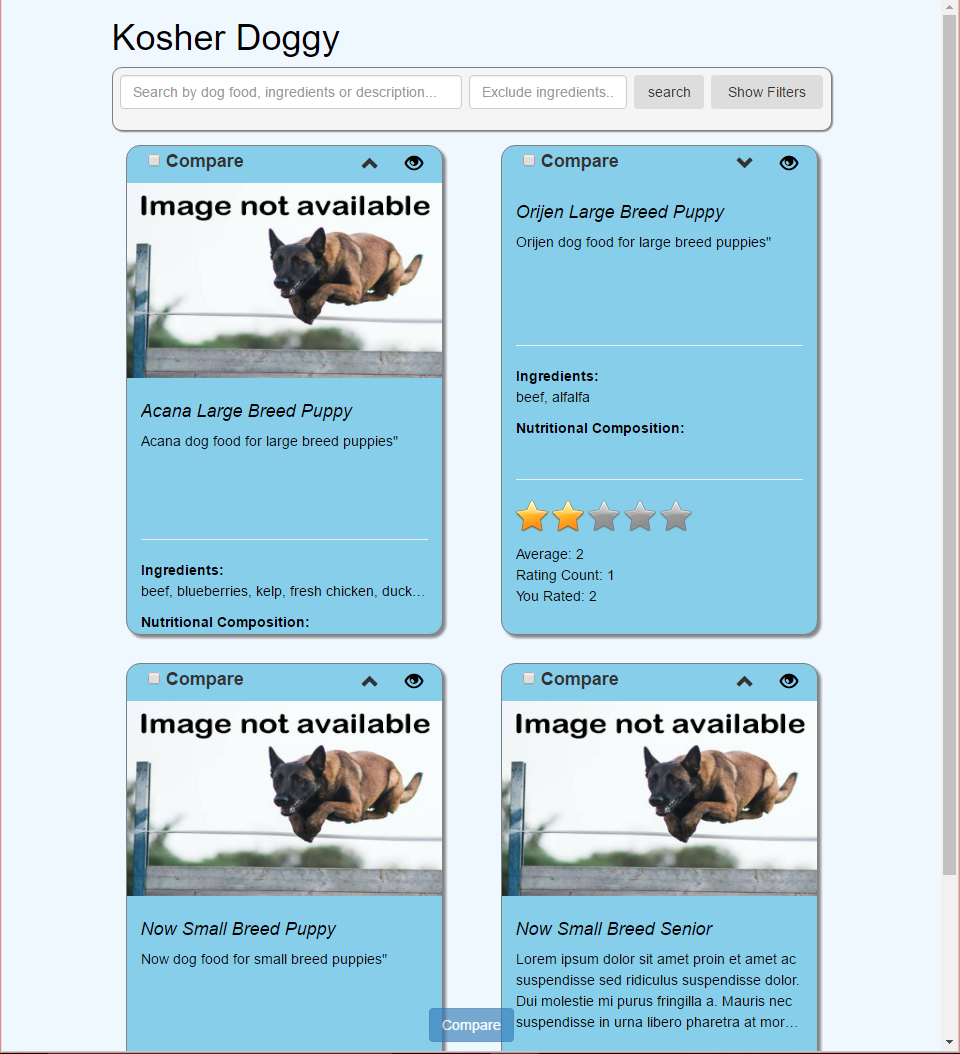 Kosher Doggy
Search by dog food, ingredients or description...
Exclude ingredients..
search
Show Filters
Compare
Image not available
Acana Large Breed Puppy
Acana dog food for large breed puppies"
Ingredients:
beef, blueberries, kelp, fresh chicken, duck...
Nutritional Composition:
Compare
Orijen Large Breed Puppy
Orijen dog food for large breed puppies"
Ingredients:
beef, alfalfa
Nutritional Composition:
Average: 2
Rating Count: 1
You Rated: 2
Compare
Image not available
Now Small Breed Puppy
Now dog food for small breed puppies"
Compare
Image not available
Now Small Breed Senior
Lorem ipsum dolor sit amet proin et amet ac
suspendisse sed ridiculus suspendisse dolor.
Dui molestie mi purus fringilla a. Mauris nec
suspendisse in urna libero pharetra at mor...
Compare